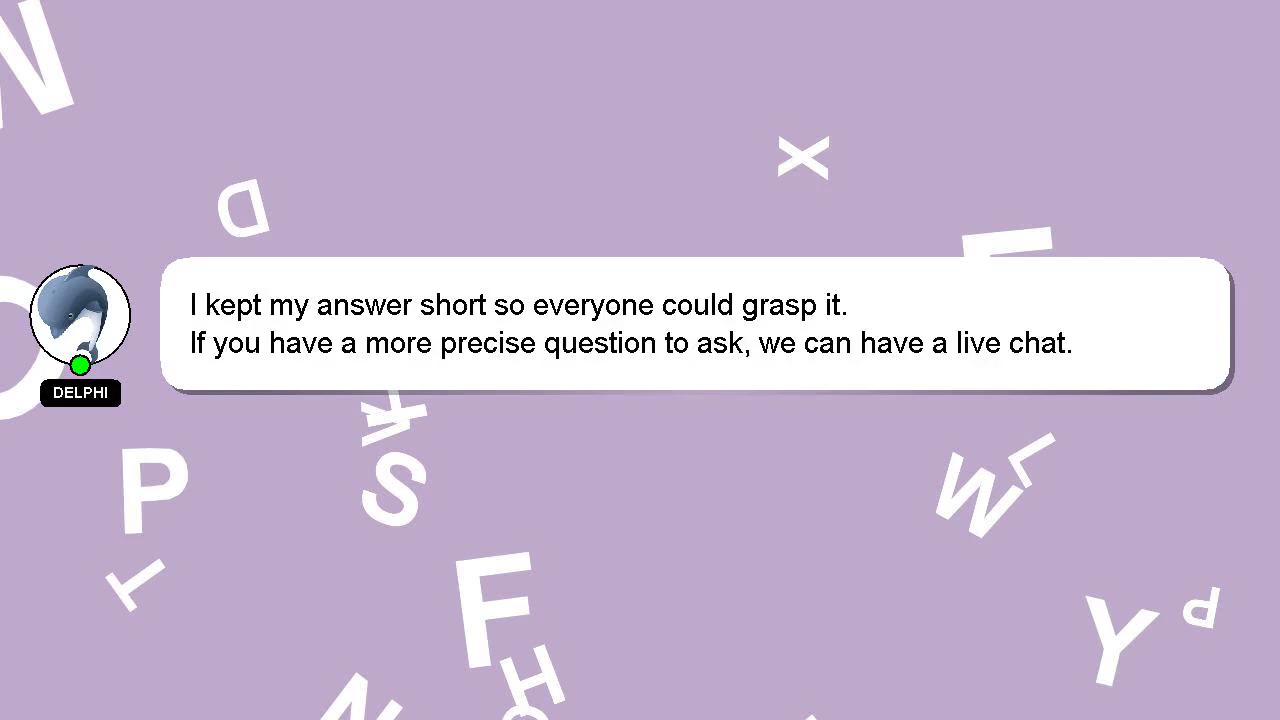 N
D
X
I kept my answer short so everyone could grasp it.
If you have a more precise question to ask, we can have a live chat.
DELPHI
P
S
W
L
T
F
H
Y
P
N